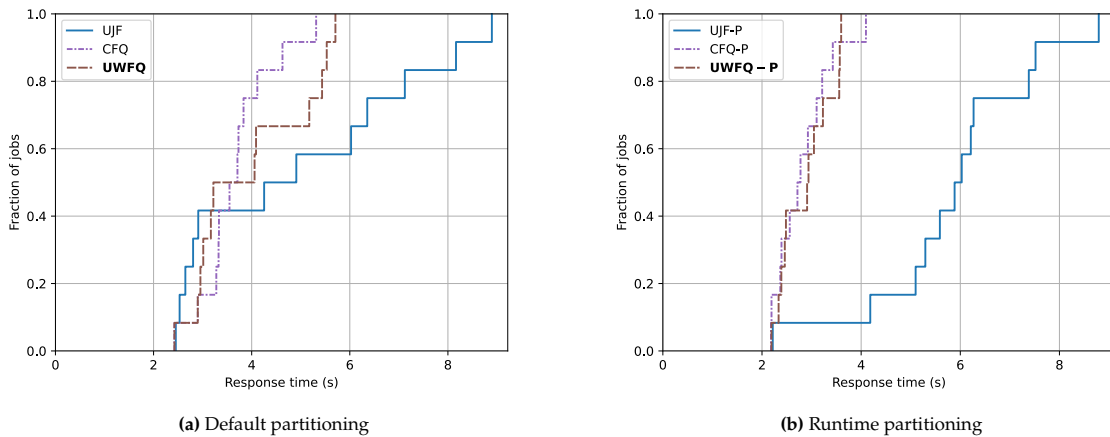 1.0
0.8
0.6
0.4
0.2
0.0
Fraction of jobs
UJF
CFQ
UWFQ
0 2 4 6 8
Response time (s)
(a) Default partitioning
1.0
0.8
0.6
0.4
0.2
0.0
Fraction of jobs
UJF-P
CFQ-P
UWFQ − P
0 2 4 6 8
Response time (s)
(b) Runtime partitioning